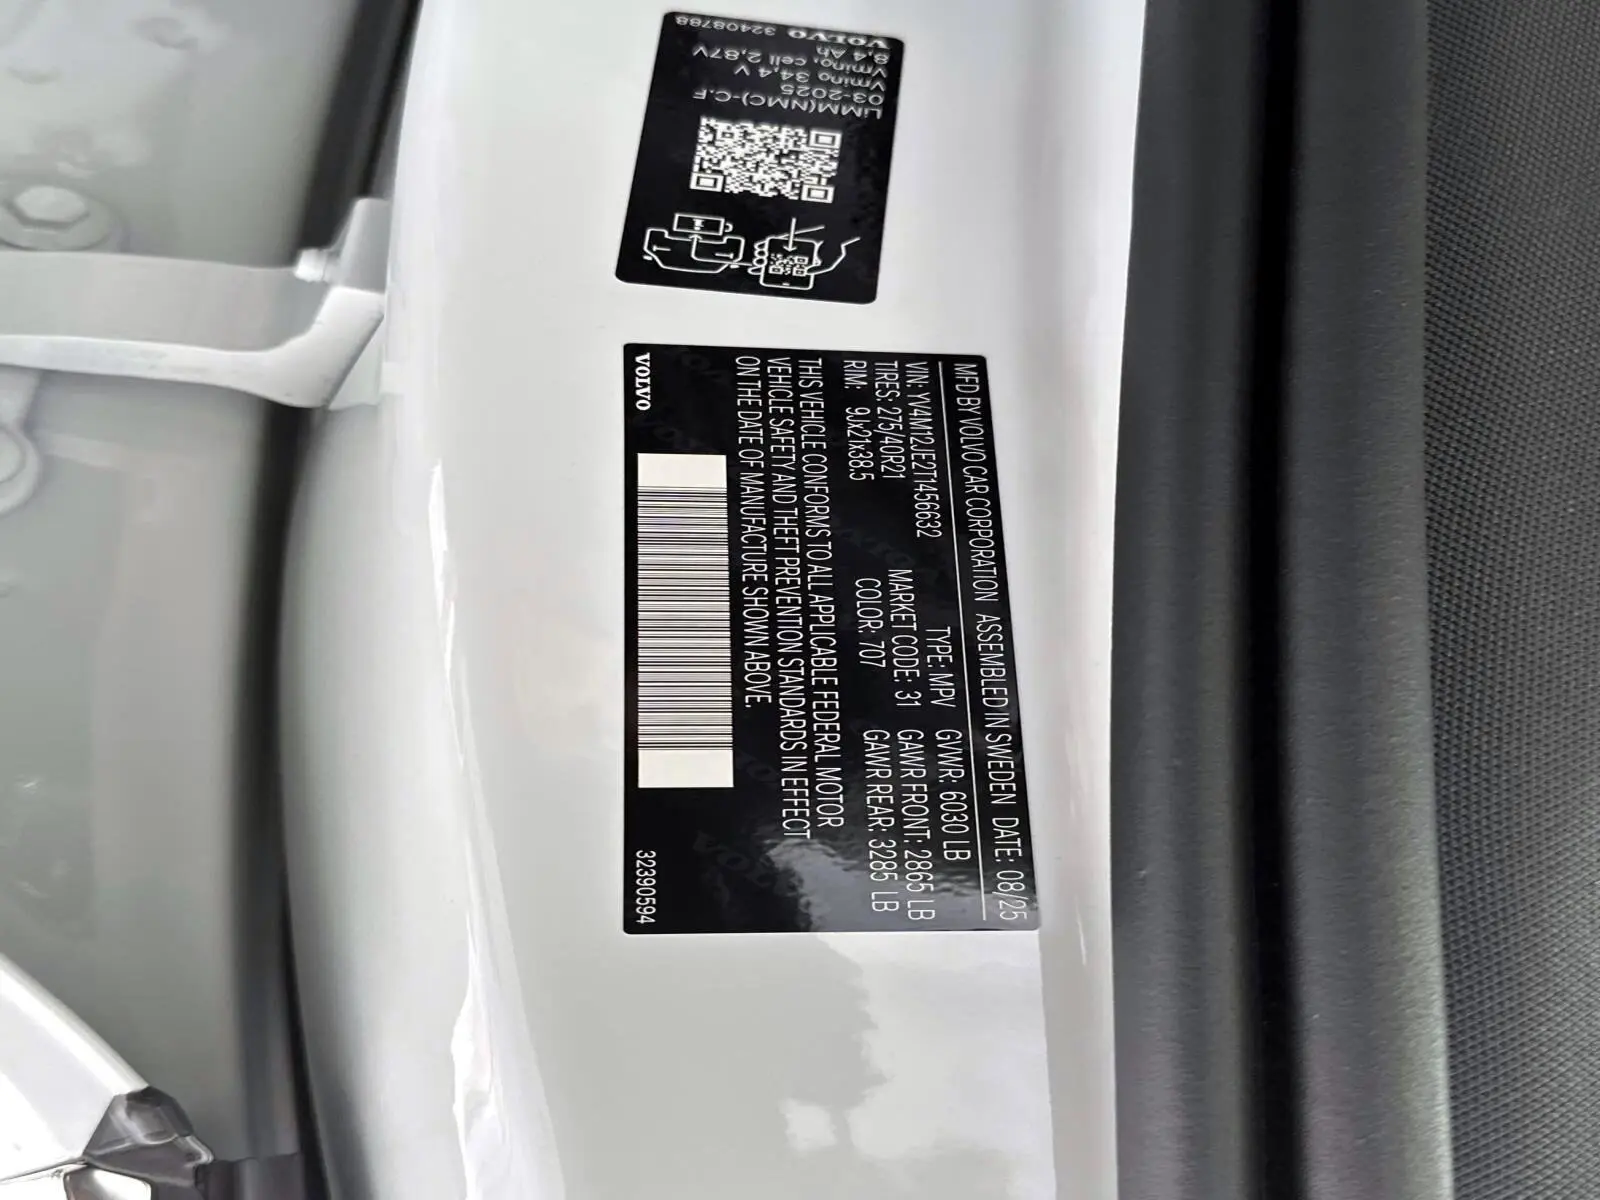 VOLVO 32408788
8,4 Ah
Vmino, cell 2,87V
Vmino 34,4 V
03-2025
LiMM(NMC)-C.F
MFD BY VOLVO CAR CORPORATION ASSEMBLED IN SWEDEN DATE: 08/25
VIN: YV4M12JE2T1456632 TYPE: MPV GVWR: 6030 LB
TIRES: 275/40R21 MARKET CODE: 31 GAWR FRONT: 2865 LB
RIM: 9Jx21x38.5 COLOR: 707 GAWR REAR: 3285 LB
THIS VEHICLE CONFORMS TO ALL APPLICABLE FEDERAL MOTOR
VEHICLE SAFETY AND THEFT PREVENTION STANDARDS IN EFFECT
ON THE DATE OF MANUFACTURE SHOWN ABOVE.
VOLVO 32390594